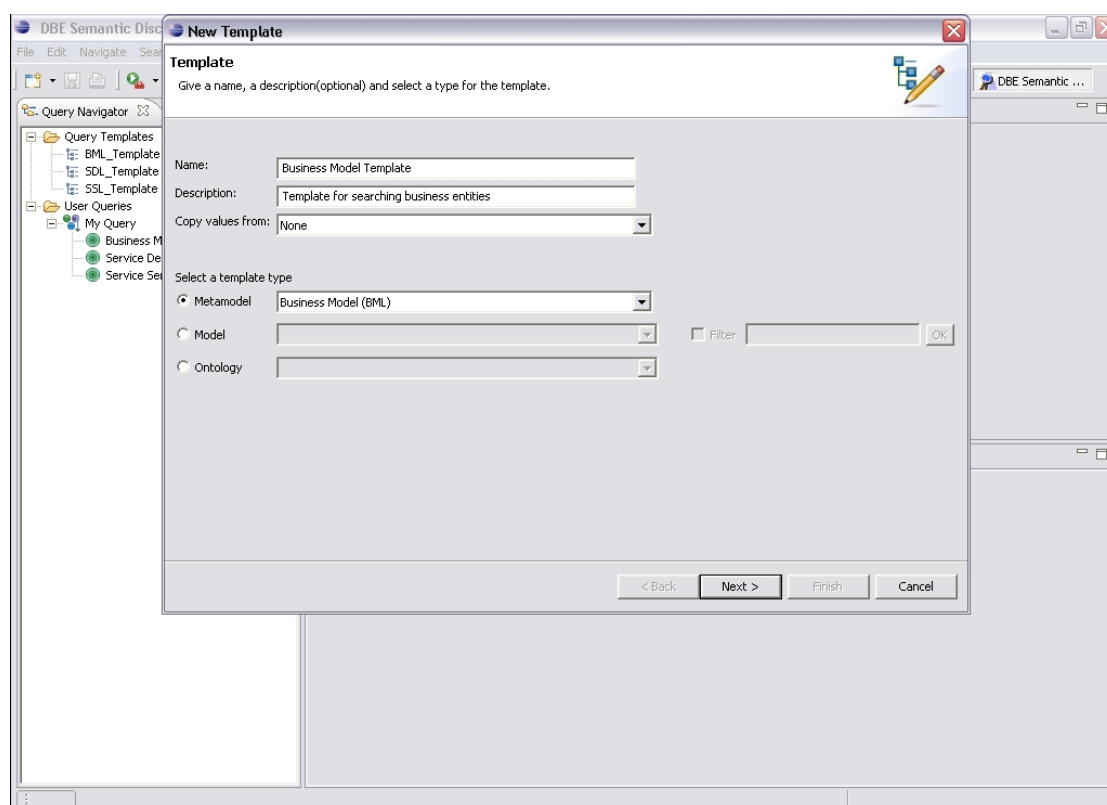 DBE Semantic Disc
New Template
File Edit Navigate Sea
Template
Give a name, a description(optional) and select a type for the template.
DBE Semantic ...
Query Navigator
Query Templates
BML_Template
SDL_Template
SSL_Template
User Queries
My Query
Business M
Service De
Service Se
Name:
Business Model Template
Description:
Template for searching business entities
Copy values from:
None
Select a template type
Metamodel
Business Model (BML)
Model
Filter
OK
Ontology
< Back
Next >
Finish
Cancel